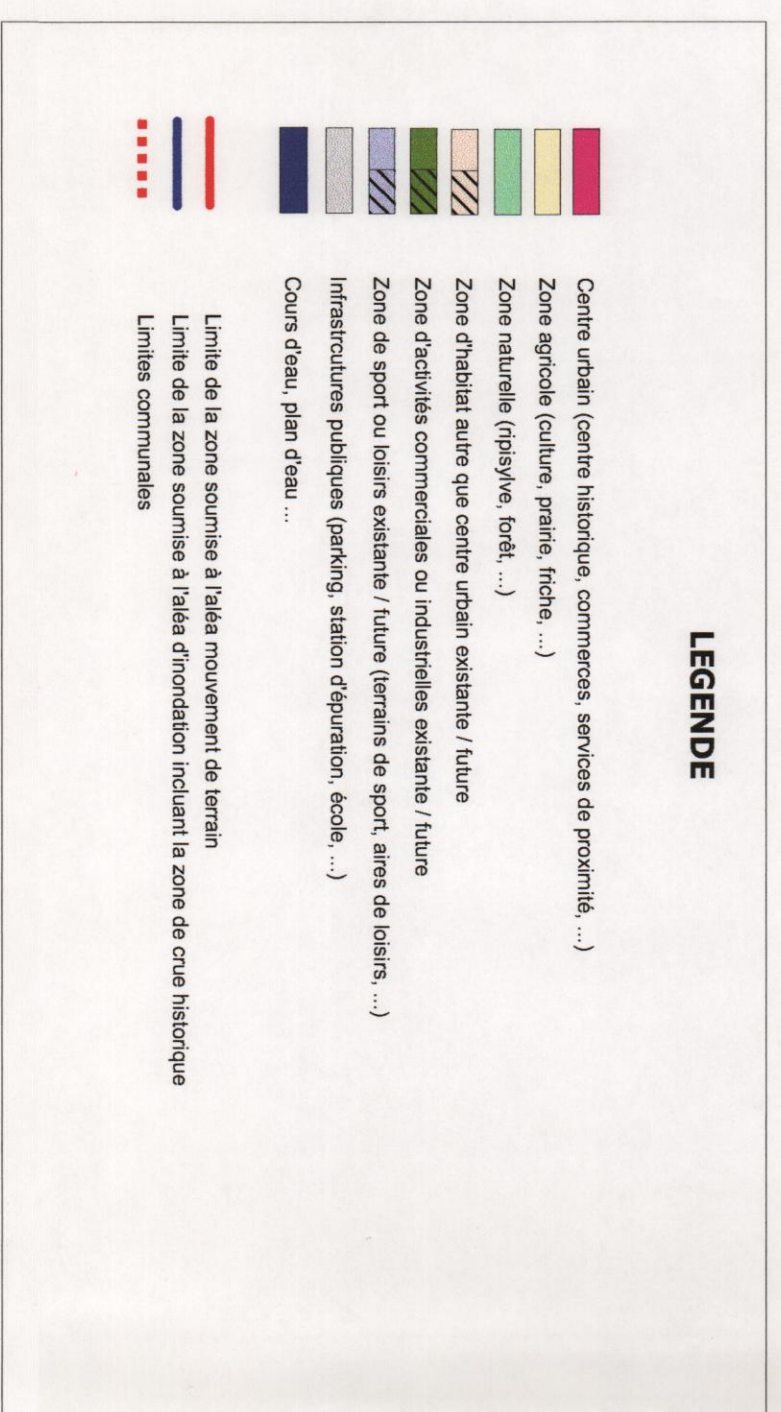 LEGENDE
Centre urbain (centre historique, commerces, services de proximité, ...)
Zone agricole (culture, prairie, friche, ...)
Zone naturelle (ripisylve, forêt, ...)
Zone d'habitat autre que centre urbain existante / future
Zone d'activités commerciales ou industrielles existante / future
Zone de sport ou loisirs existante / future (terrains de sport, aires de loisirs, ...)
Infrastrcutures publiques (parking, station d'épuration, école, ...)
Cours d'eau, plan d'eau ...
Limite de la zone soumise à l'aléa mouvement de terrain
Limite de la zone soumise à l'aléa d'inondation incluant la zone de crue historique
Limites communales